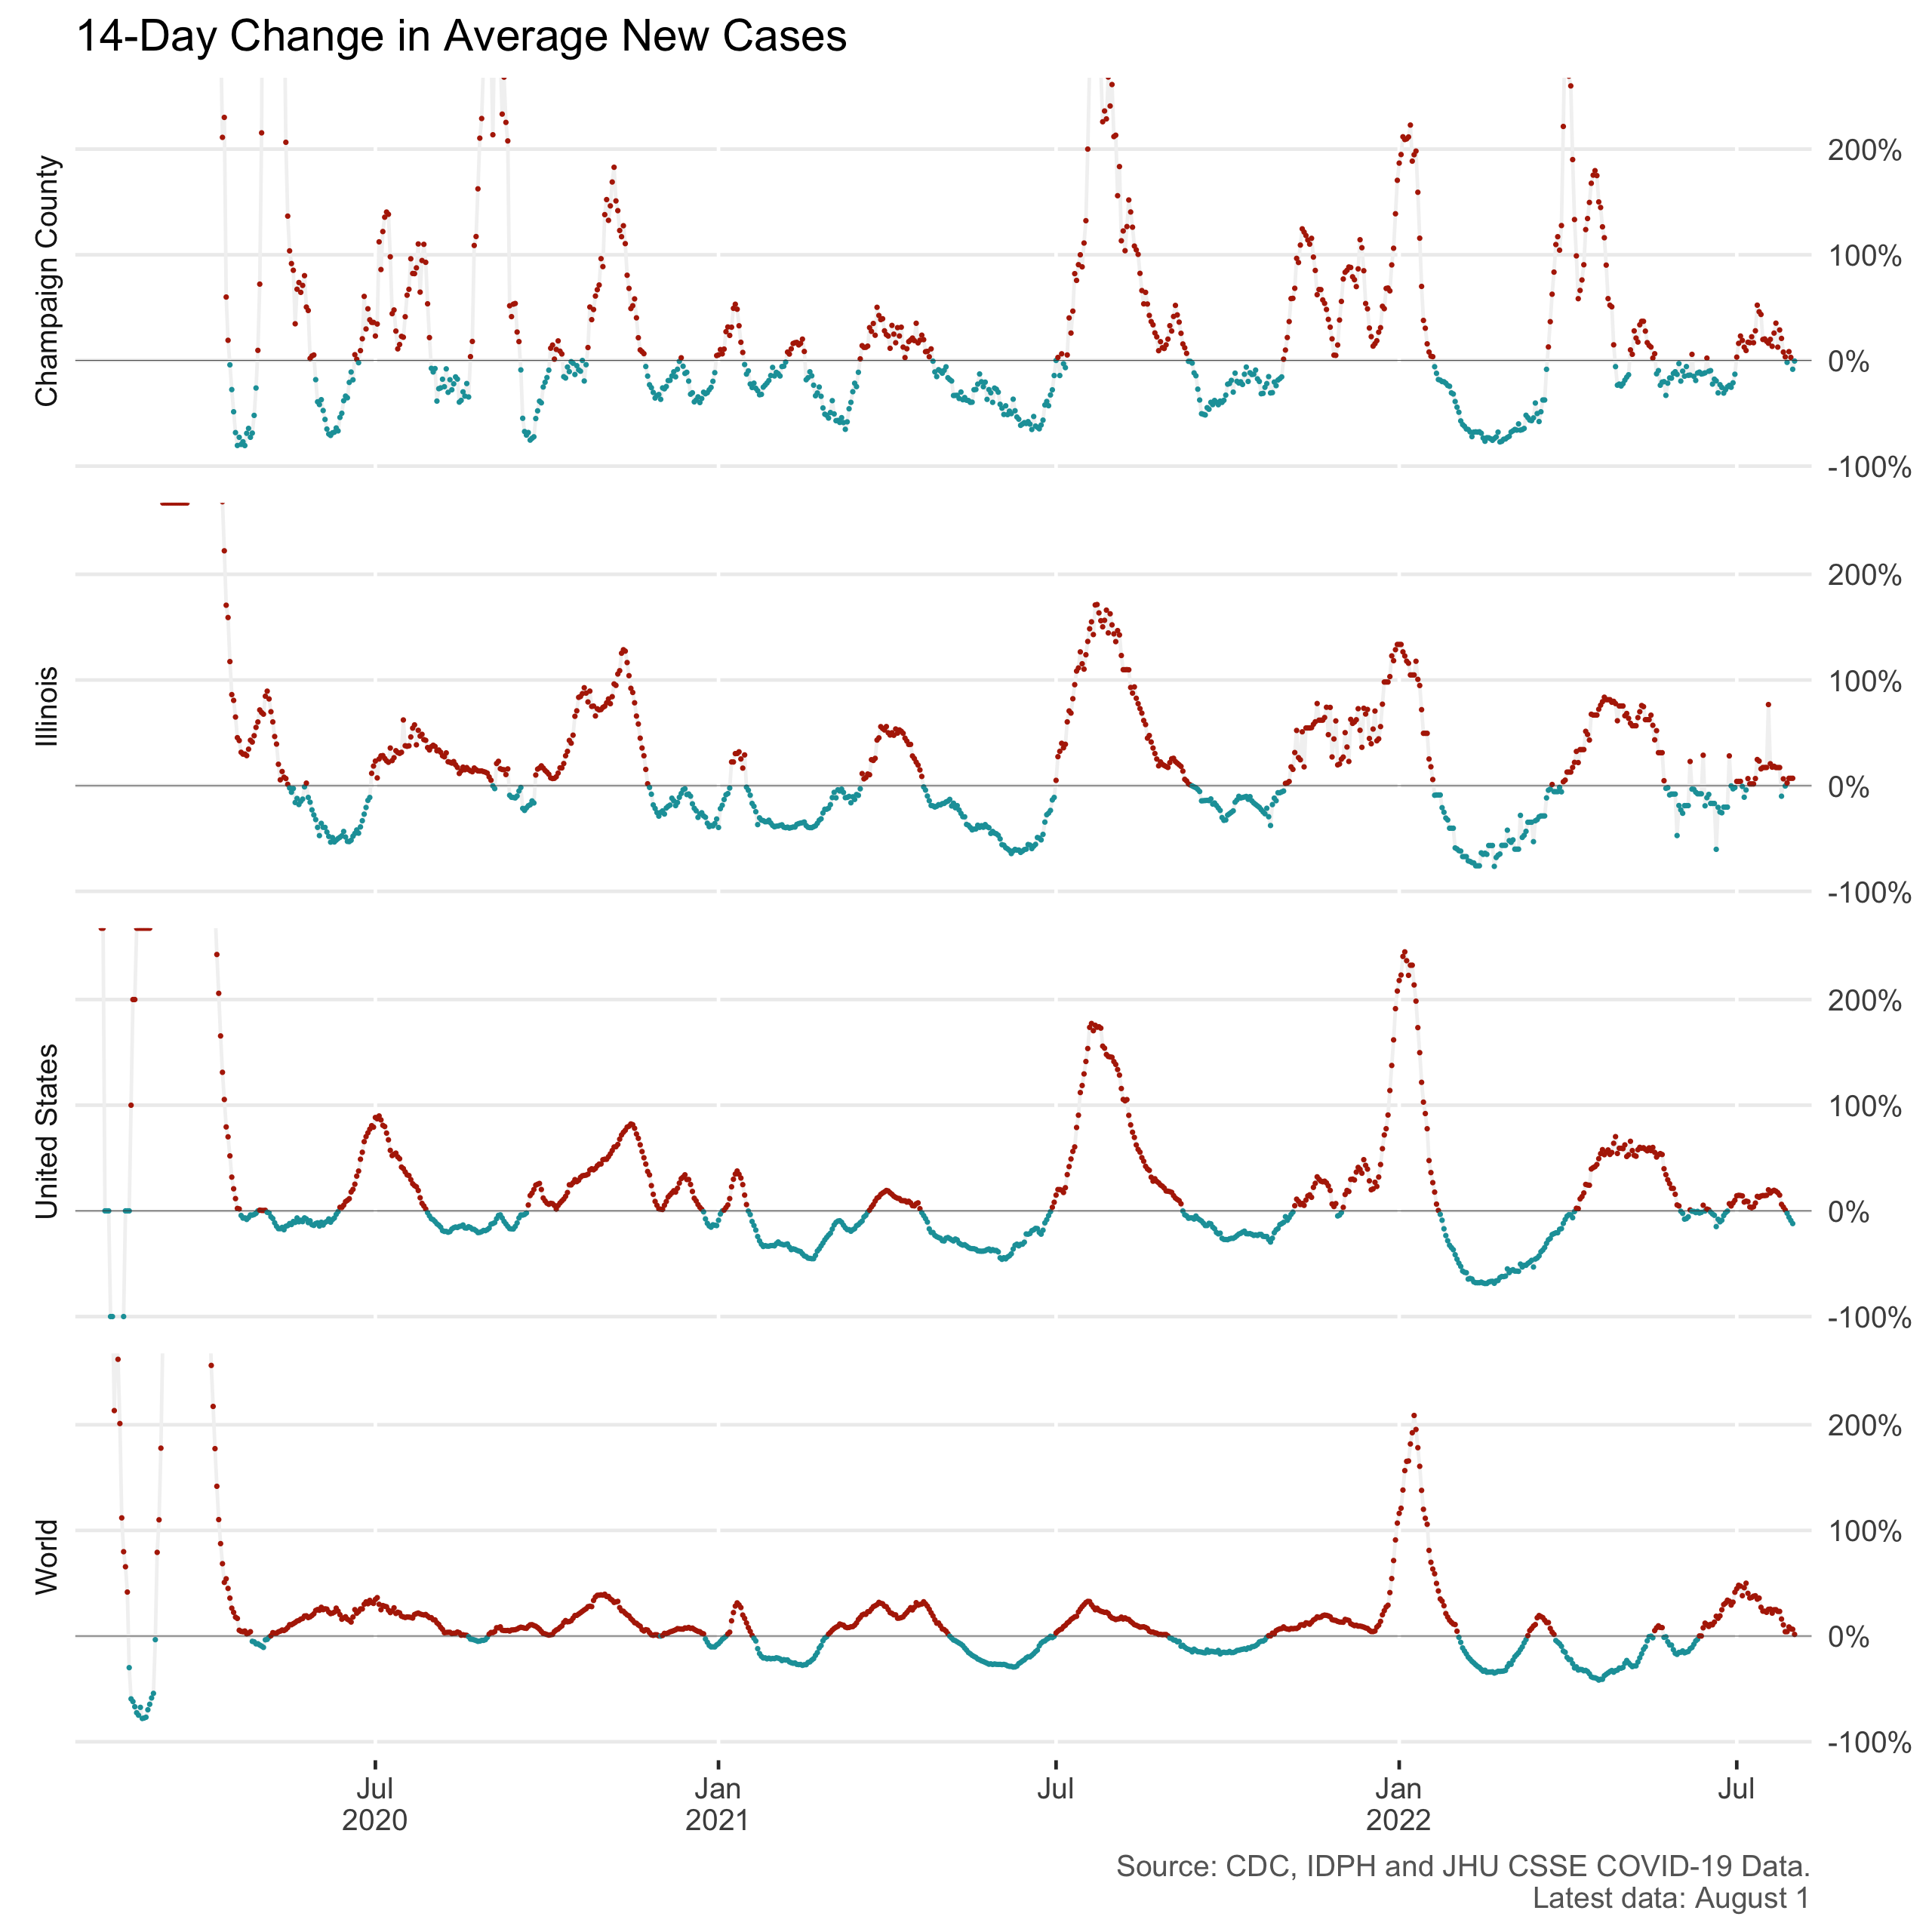 14-Day Change in Average New Cases
Champaign County
200%
100%
0%
-100%
Illinois
200%
100%
0%
-100%
United States
200%
100%
0%
-100%
World
200%
100%
0%
-100%
Jul
2020
Jan
2021
Jul
Jan
2022
Jul
Source: CDC, IDPH and JHU CSSE COVID-19 Data.
Latest data: August 1